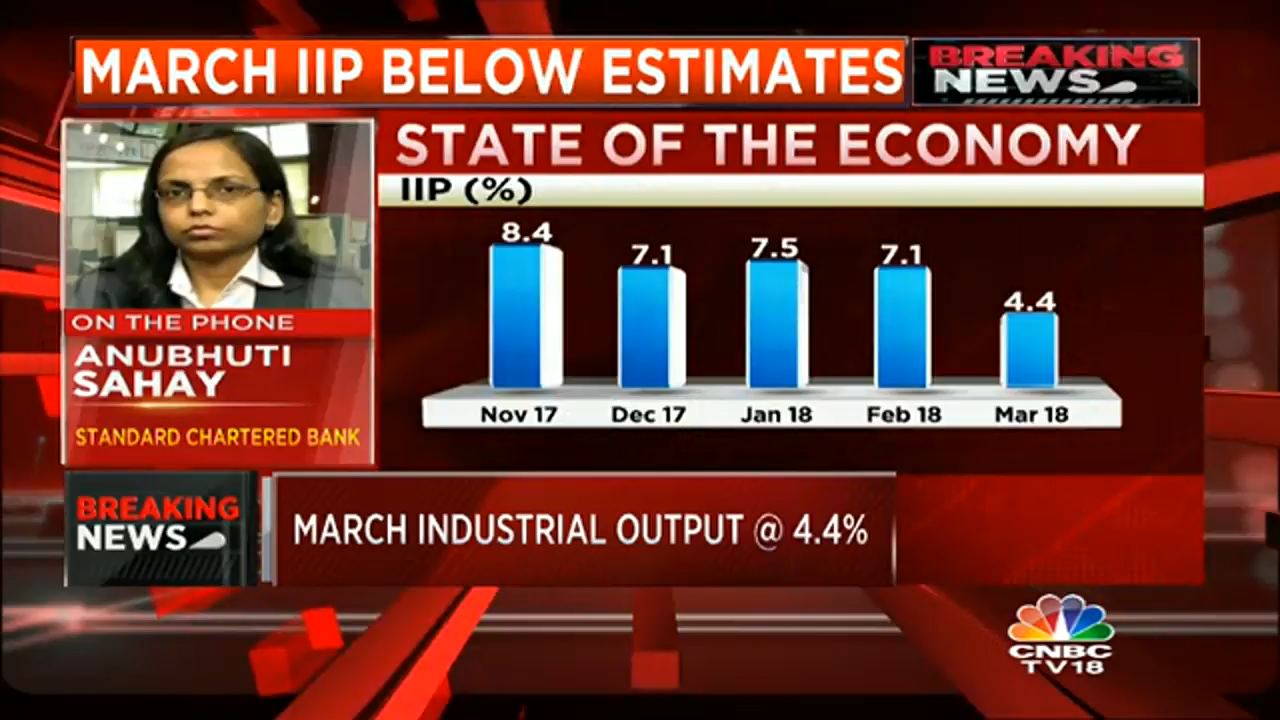 MARCH IIP BELOW ESTIMATES
BREAKING
NEWS
STATE OF THE ECONOMY
IIP (%)
8.4
7.1
7.5
7.1
4.4
Nov 17
Dec 17
Jan 18
Feb 18
Mar 18
ON THE PHONE
ANUBHUTI
SAHAY
STANDARD CHARTERED BANK
BREAKING
NEWS
MARCH INDUSTRIAL OUTPUT @ 4.4%
CNBC
TV18